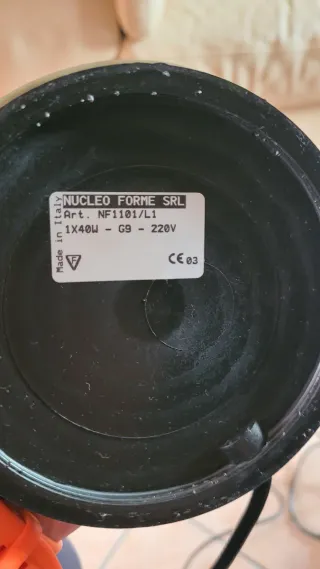 Made in Italy
NUCLEO FORME SRL
Art. NF1101/L1
1X40W - G9 - 220V
F
CE 03